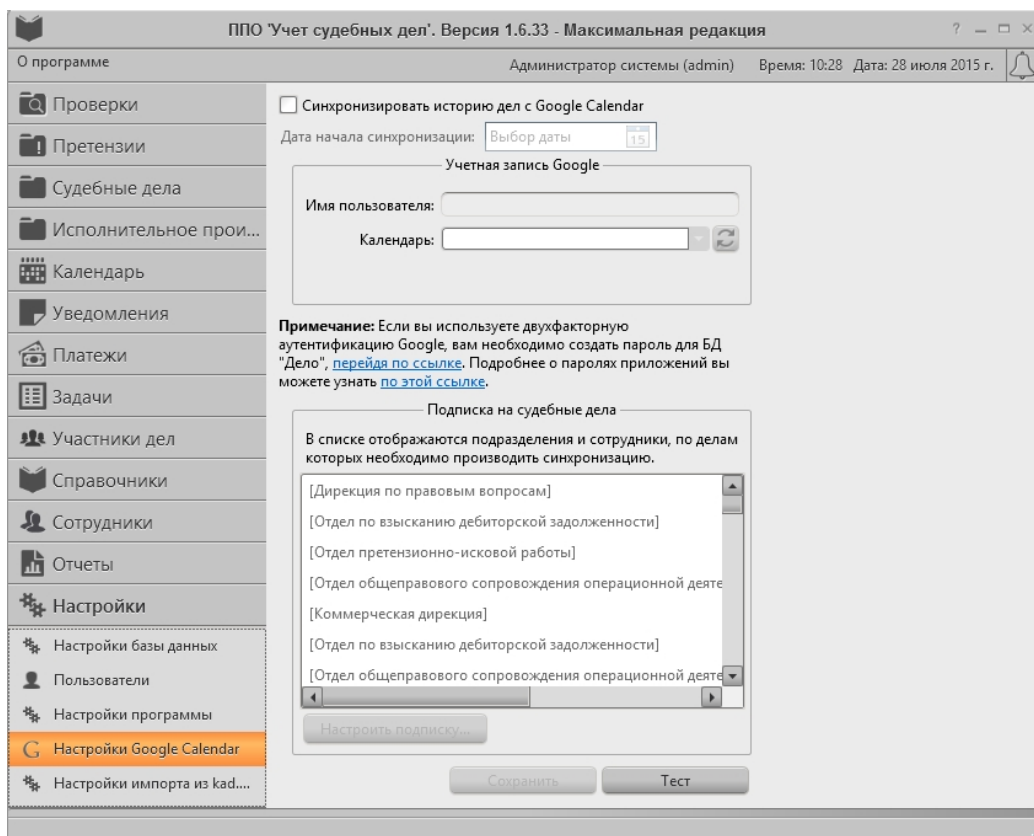 ППО 'Учет судебных дел'. Версия 1.6.33 - Максимальная редакция
?
О программе
Администратор системы (admin) Время: 10:28 Дата: 28 июля 2015 г.
Проверки
Претензии
Судебные дела
Исполнительное прои...
Календарь
Уведомления
Платежи
Задачи
Участники дел
Справочники
Сотрудники
Отчеты
Настройки
Настройки базы данных
Пользователи
Настройки программы
G Настройки Google Calendar
Настройки импорта из kad....
Синхронизировать историю дел с Google Calendar
Дата начала синхронизации: Выбор даты 15
Учетная запись Google
Имя пользователя:
Календарь:
Примечание: Если вы используете двухфакторную
аутентификацию Google, вам необходимо создать пароль для БД
"Дело", перейдя по ссылке. Подробнее о паролях приложений вы
можете узнать по этой ссылке.
Подписка на судебные дела
В списке отображаются подразделения и сотрудники, по делам
которых необходимо производить синхронизацию.
[Дирекция по правовым вопросам]
[Отдел по взысканию дебиторской задолженности]
[Отдел претензионно-исковой работы]
[Отдел общеправового сопровождения операционной деяте
[Коммерческая дирекция]
[Отдел по взысканию дебиторской задолженности]
[Отдел общеправового сопровождения операционной деяте
Настроить подписку...
Сохранить
Тест